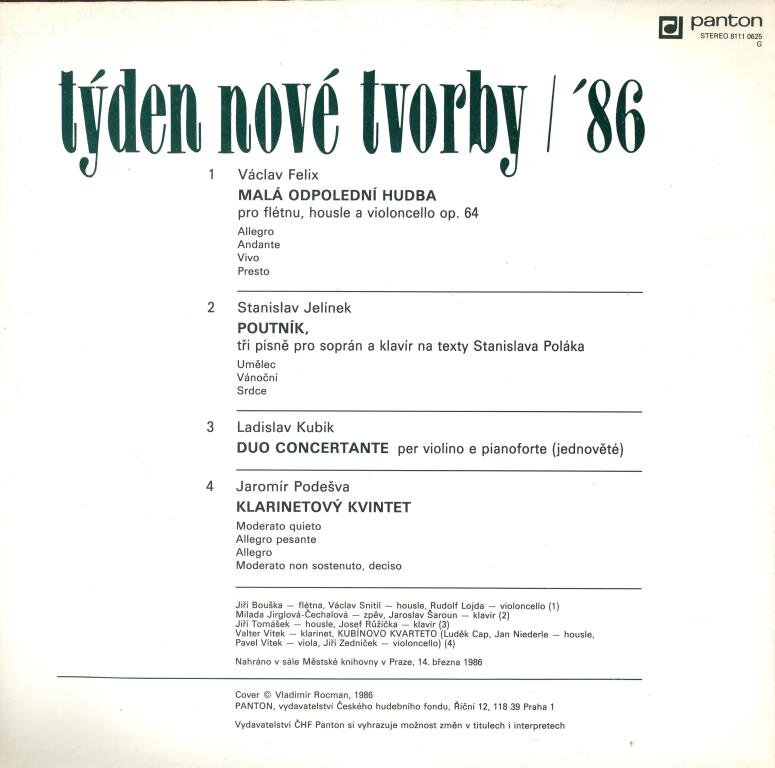 panton
STEREO 8111 0625
G
týden nové tvorby / '86
1 Václav Felix
MALÁ ODPOLEDNÍ HUDBA
pro flétnu, housle a violoncello op. 64
Allegro
Andante
Vivo
Presto
2 Stanislav Jelínek
POUTNÍK,
tři písně pro soprán a klavír na texty Stanislava Poláka
Umělec
Vánoční
Srdce
3 Ladislav Kubík
DUO CONCERTANTE per violino e pianoforte (jednověté)
4 Jaromír Podešva
KLARINETOVÝ KVINTET
Moderato quieto
Allegro pesante
Allegro
Moderato non sostenuto, deciso
Jiří Bouška — flétna, Václav Snítil — housle, Rudolf Lojda — violoncello (1)
Milada Jirglová-Čechalová — zpěv, Jaroslav Šaroun — klavír (2)
Jiří Tomášek — housle, Josef Růžička — klavír (3)
Valter Vítek — klarinet, KUBÍNOVO KVARTETO (Luděk Cap, Jan Niederle — housle,
Pavel Vítek — viola, Jiří Zedníček — violoncello) (4)
Nahráno v sále Městské knihovny v Praze, 14. března 1986
Cover © Vladimír Rocman, 1986
PANTON, vydavatelství Českého hudebního fondu, Říční 12, 118 39 Praha 1
Vydavatelství ČHF Panton si vyhrazuje možnost změn v titulech i interpretech